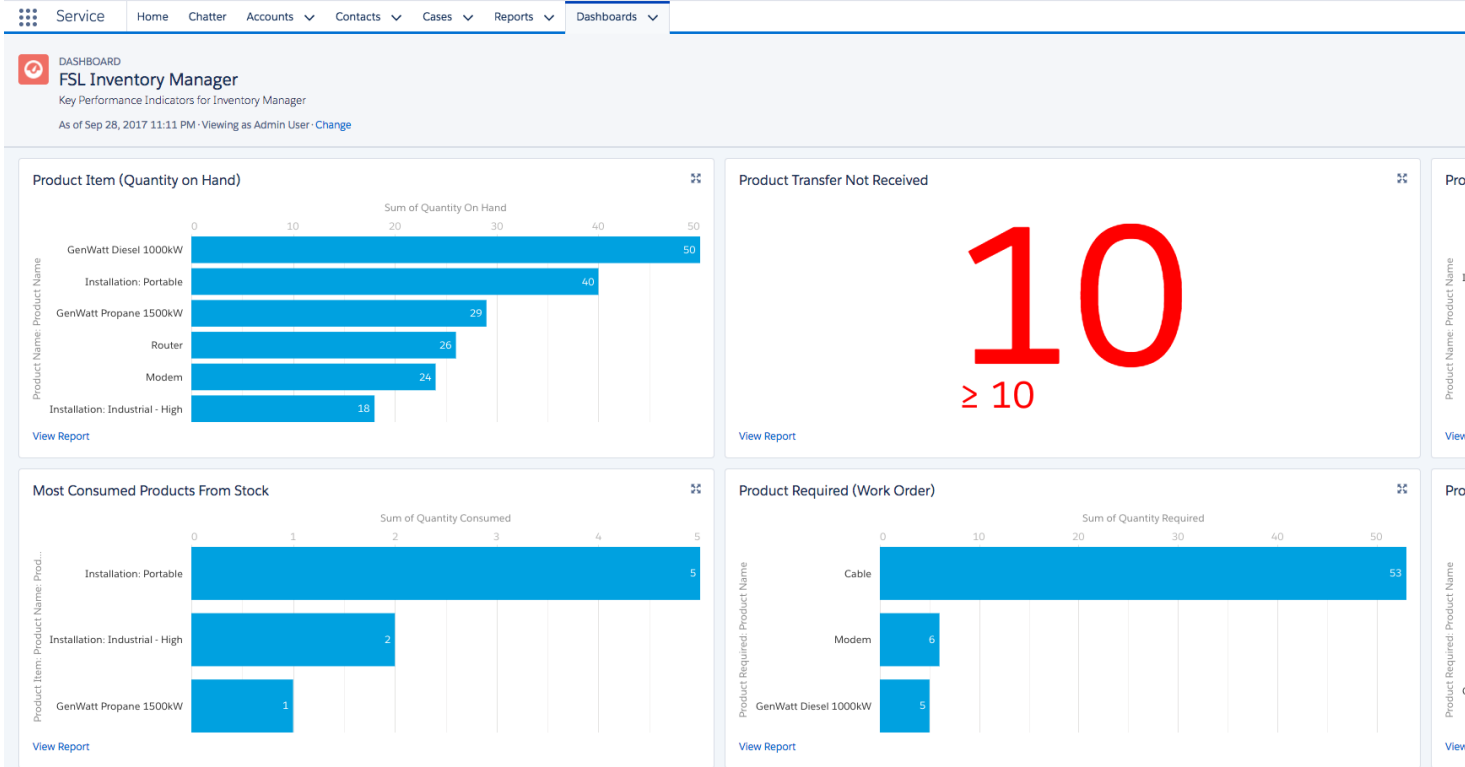 Service
Home
Chatter
Accounts
Contacts
Cases
Reports
Dashboards
DASHBOARD
FSL Inventory Manager
Key Performance Indicators for Inventory Manager
As of Sep 28, 2017 11:11 PM·Viewing as Admin User·Change
Product Item (Quantity on Hand)
Sum of Quantity On Hand
0 10 20 30 40 50
Product Name: Product Name
GenWatt Diesel 1000kW 50
Installation: Portable 40
GenWatt Propane 1500kW 29
Router 26
Modem 24
Installation: Industrial - High 18
View Report
Product Transfer Not Received
10
≥ 10
View Report
Pro
Product Name: Product Name
Most Consumed Products From Stock
Sum of Quantity Consumed
0 1 2 3 4 5
Product Item: Product Name: Prod...
Installation: Portable 5
Installation: Industrial - High 2
GenWatt Propane 1500kW 1
View Report
Product Required (Work Order)
Sum of Quantity Required
0 10 20 30 40 50
Product Required: Product Name
Cable 53
Modem 6
GenWatt Diesel 1000kW 5
View Report
Pro
Product Required: Product Name